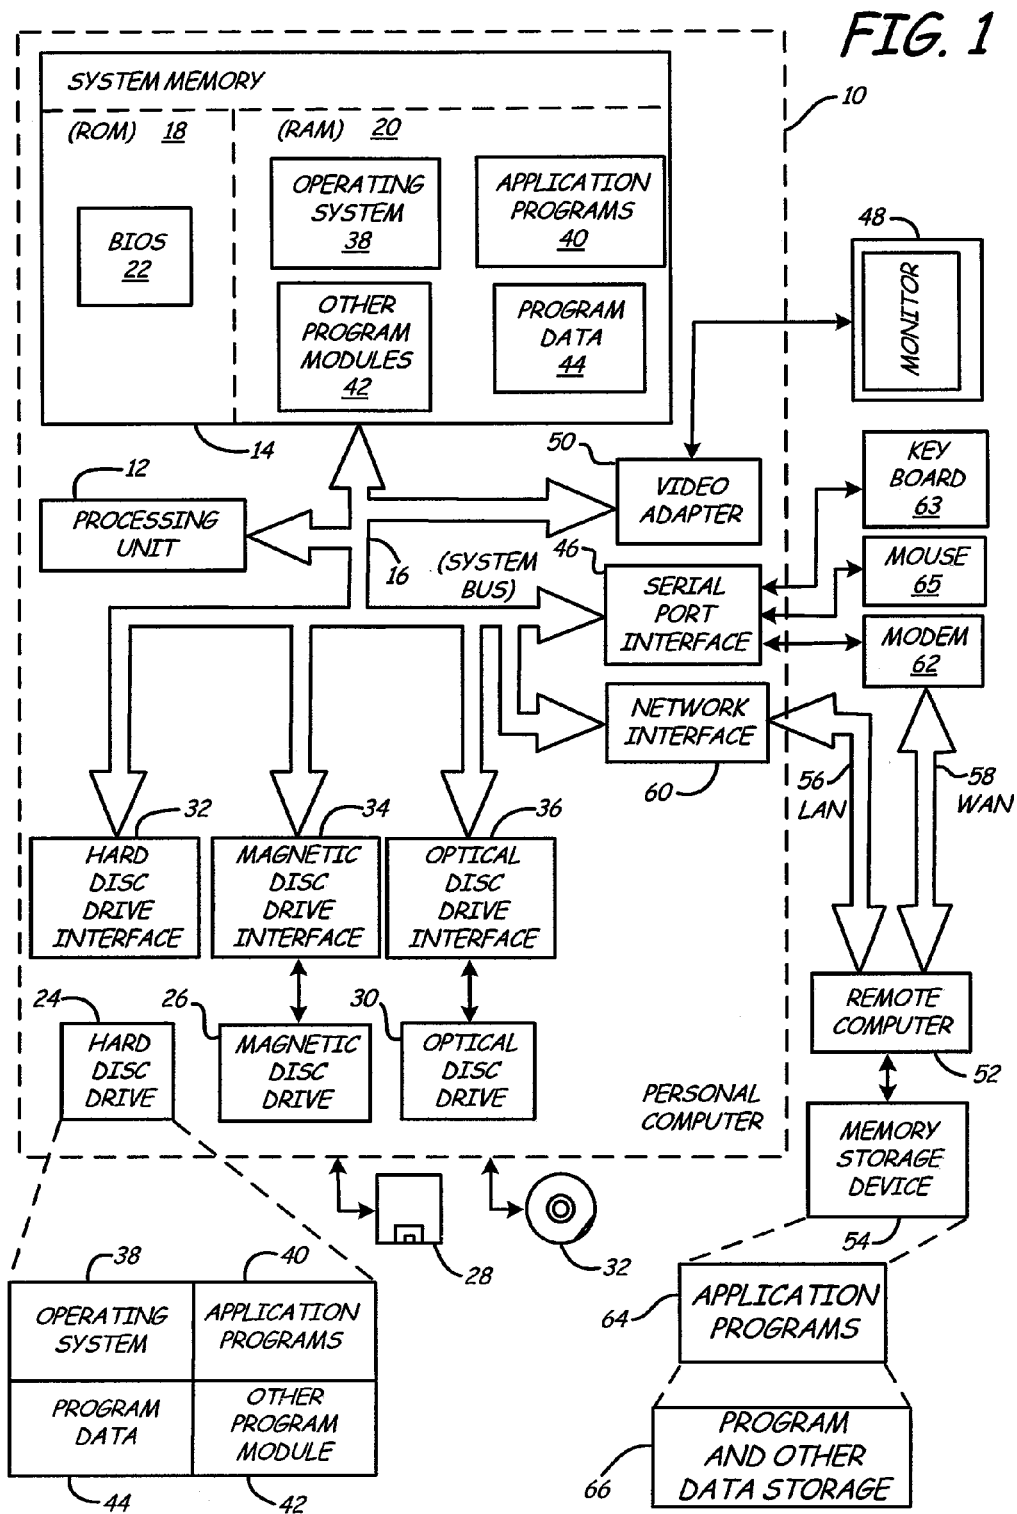 FIG. 1
SYSTEM MEMORY
10
(ROM) 18
(RAM) 20
OPERATING
SYSTEM
38
APPLICATION
PROGRAMS
40
BIOS
22
OTHER
PROGRAM
MODULES
42
PROGRAM
DATA
44
48
MONITOR
14
12
PROCESSING
UNIT
50
VIDEO
ADAPTER
KEY
BOARD
63
16
(SYSTEM
BUS)
46
SERIAL
PORT
INTERFACE
MOUSE
65
MODEM
62
NETWORK
INTERFACE
60
56
LAN
58
WAN
32
HARD
DISC
DRIVE
INTERFACE
34
MAGNETIC
DISC
DRIVE
INTERFACE
36
OPTICAL
DISC
DRIVE
INTERFACE
24
HARD
DISC
DRIVE
26
MAGNETIC
DISC
DRIVE
30
OPTICAL
DISC
DRIVE
REMOTE
COMPUTER
52
PERSONAL
COMPUTER
MEMORY
STORAGE
DEVICE
54
28
32
38
40
OPERATING
SYSTEM
APPLICATION
PROGRAMS
PROGRAM
DATA
OTHER
PROGRAM
MODULE
44
42
64
APPLICATION
PROGRAMS
66
PROGRAM
AND OTHER
DATA STORAGE